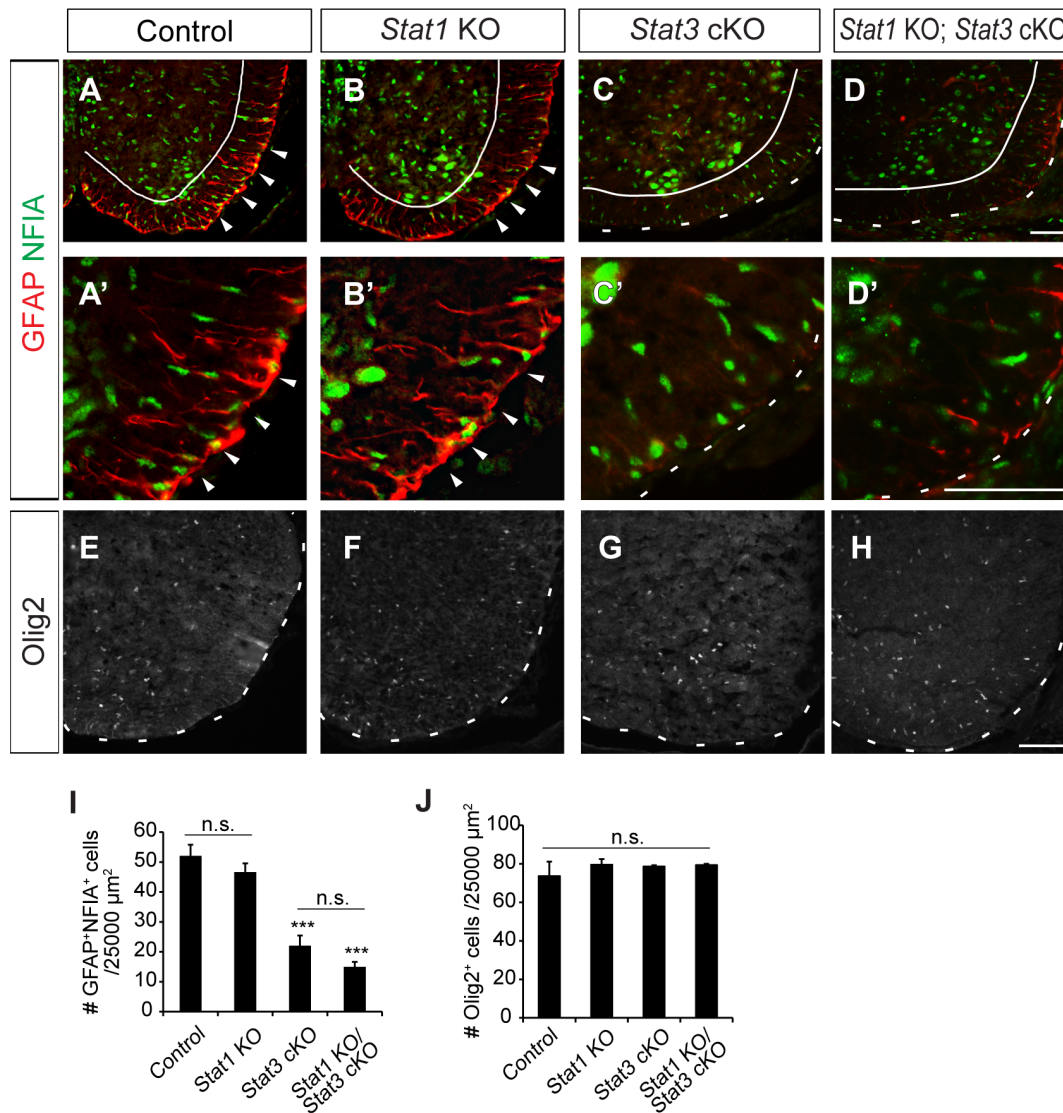 Control
Stat1 KO
Stat3 cKO
Stat1 KO; Stat3 cKO
GFAP NFIA
A
B
C
D
A’
B’
C’
D’
Olig2
E
F
G
H
I
# GFAP⁺NFIA⁺ cells
/25000 µm²
60
50
40
30
20
10
0
n.s.
n.s.
***
***
Control
Stat1 KO
Stat3 cKO
Stat1 KO/
Stat3 cKO
J
# Olig2⁺ cells /25000 µm²
100
80
60
40
20
0
n.s.
Control
Stat1 KO
Stat3 cKO
Stat1 KO/
Stat3 cKO